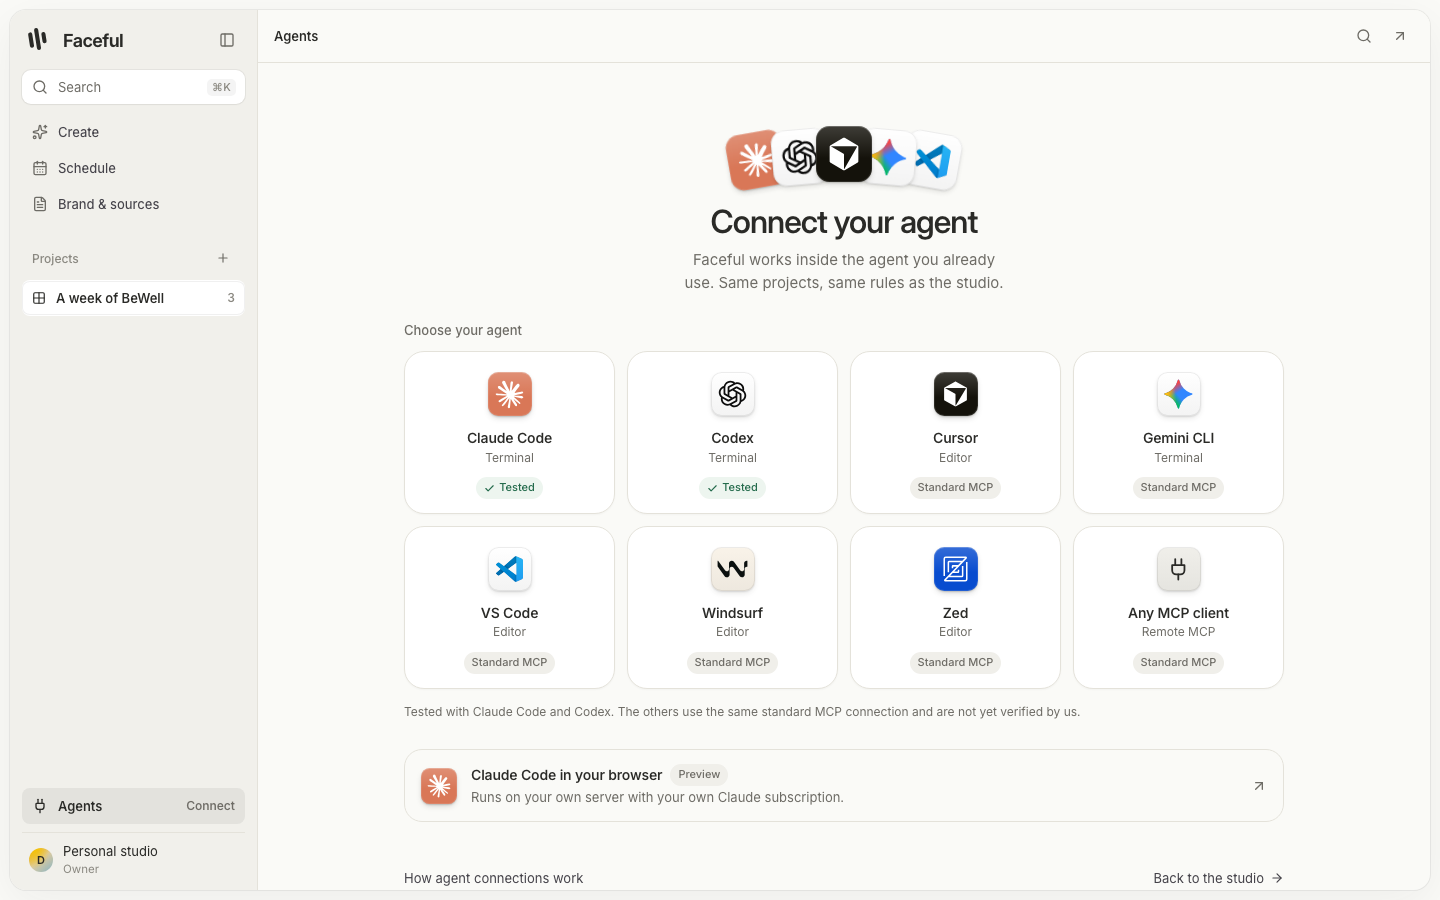 Faceful
Search ⌘K
Create
Schedule
Brand & sources
Projects
A week of BeWell 3
Agents Connect
D
Personal studio
Owner
Agents
Connect your agent
Faceful works inside the agent you already
use. Same projects, same rules as the studio.
Choose your agent
Claude Code
Terminal
Tested
Codex
Terminal
Tested
Cursor
Editor
Standard MCP
Gemini CLI
Terminal
Standard MCP
VS Code
Editor
Standard MCP
Windsurf
Editor
Standard MCP
Zed
Editor
Standard MCP
Any MCP client
Remote MCP
Standard MCP
Tested with Claude Code and Codex. The others use the same standard MCP connection and are not yet verified by us.
Claude Code in your browser Preview
Runs on your own server with your own Claude subscription.
How agent connections work
Back to the studio